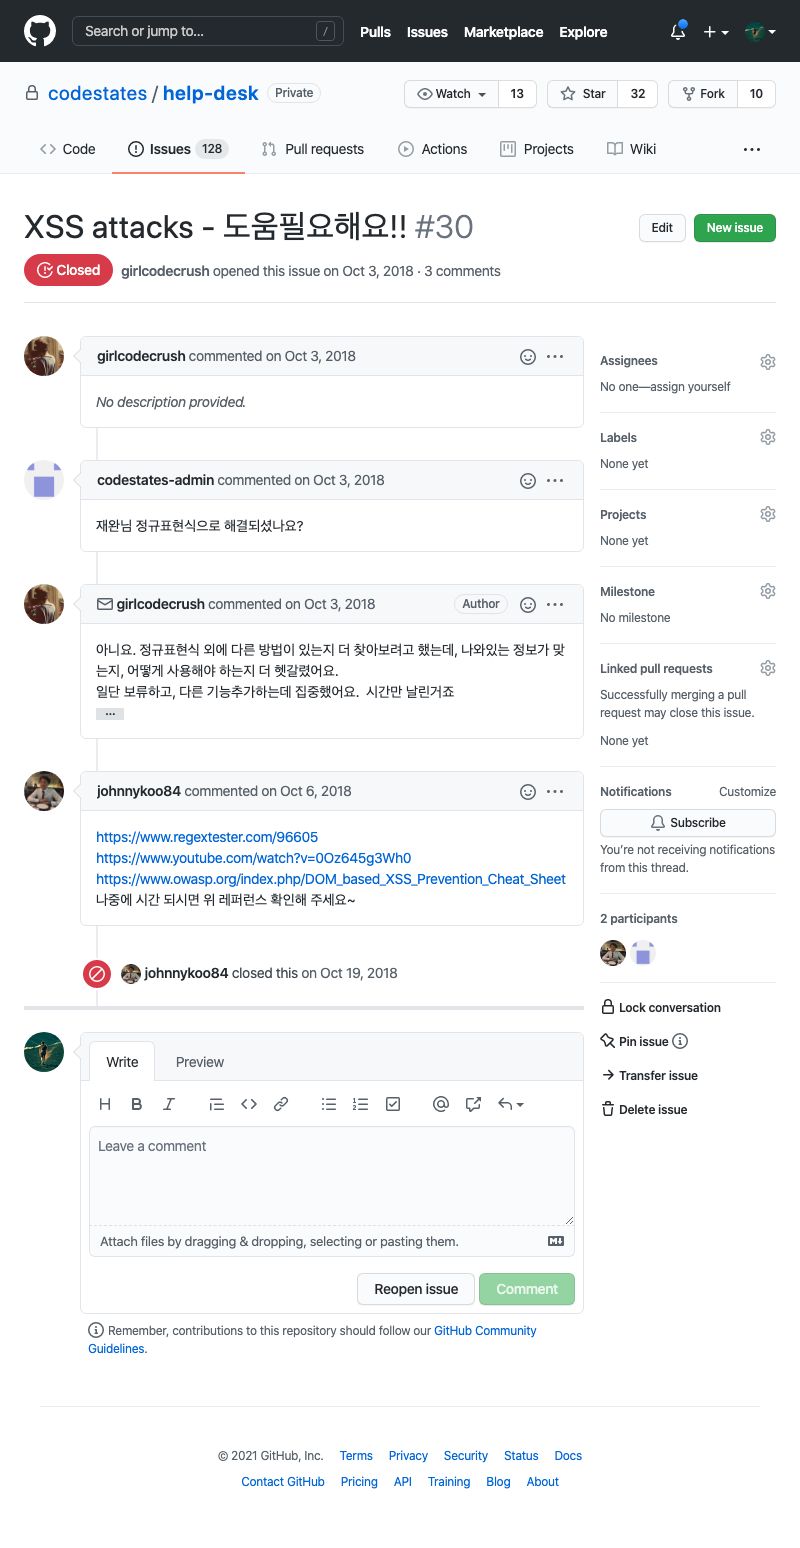 Search or jump to... /
Pulls Issues Marketplace Explore
codestates / help-desk Private
Watch 13 Star 32 Fork 10
Code Issues 128 Pull requests Actions Projects Wiki ...
XSS attacks - 도움필요해요!! #30
Edit New issue
Closed girlcodecrush opened this issue on Oct 3, 2018 · 3 comments
girlcodecrush commented on Oct 3, 2018
No description provided.
codestates-admin commented on Oct 3, 2018
재완님 정규표현식으로 해결되셨나요?
girlcodecrush commented on Oct 3, 2018 Author
아니요. 정규표현식 외에 다른 방법이 있는지 더 찾아보려고 했는데, 나와있는 정보가 맞
는지, 어떻게 사용해야 하는지 더 헷갈렸어요.
일단 보류하고, 다른 기능추가하는데 집중했어요. 시간만 날린거죠
...
johnnykoo84 commented on Oct 6, 2018
https://www.regextester.com/96605
https://www.youtube.com/watch?v=0Oz645g3Wh0
https://www.owasp.org/index.php/DOM_based_XSS_Prevention_Cheat_Sheet
나중에 시간 되시면 위 레퍼런스 확인해 주세요~
johnnykoo84 closed this on Oct 19, 2018
Assignees
No one—assign yourself
Labels
None yet
Projects
None yet
Milestone
No milestone
Linked pull requests
Successfully merging a pull
request may close this issue.
None yet
Notifications Customize
Subscribe
You're not receiving notifications
from this thread.
2 participants
Lock conversation
Pin issue
Transfer issue
Delete issue
Write Preview
H B I
Leave a comment
Attach files by dragging & dropping, selecting or pasting them.
Reopen issue Comment
Remember, contributions to this repository should follow our GitHub Community
Guidelines.
© 2021 GitHub, Inc. Terms Privacy Security Status Docs
Contact GitHub Pricing API Training Blog About